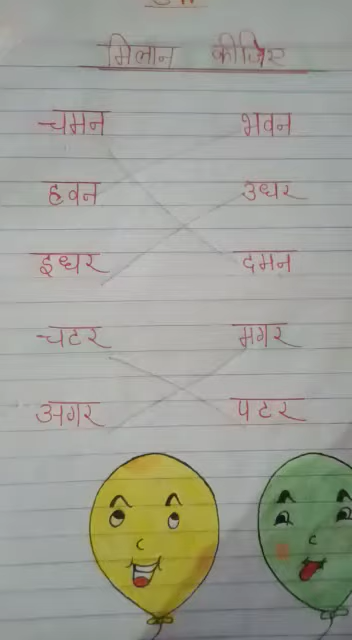 मिलान कीजिए
चमन भवन
हवन उधर
इधर दमन
चटर मगर
अगर पटर